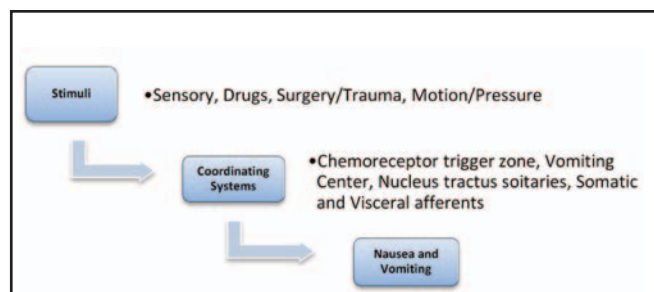 Stimuli
•Sensory, Drugs, Surgery/Trauma, Motion/Pressure
Coordinating
Systems
•Chemoreceptor trigger zone, Vomiting
Center, Nucleus tractus soitaries, Somatic
and Visceral afferents
Nausea and
Vomiting